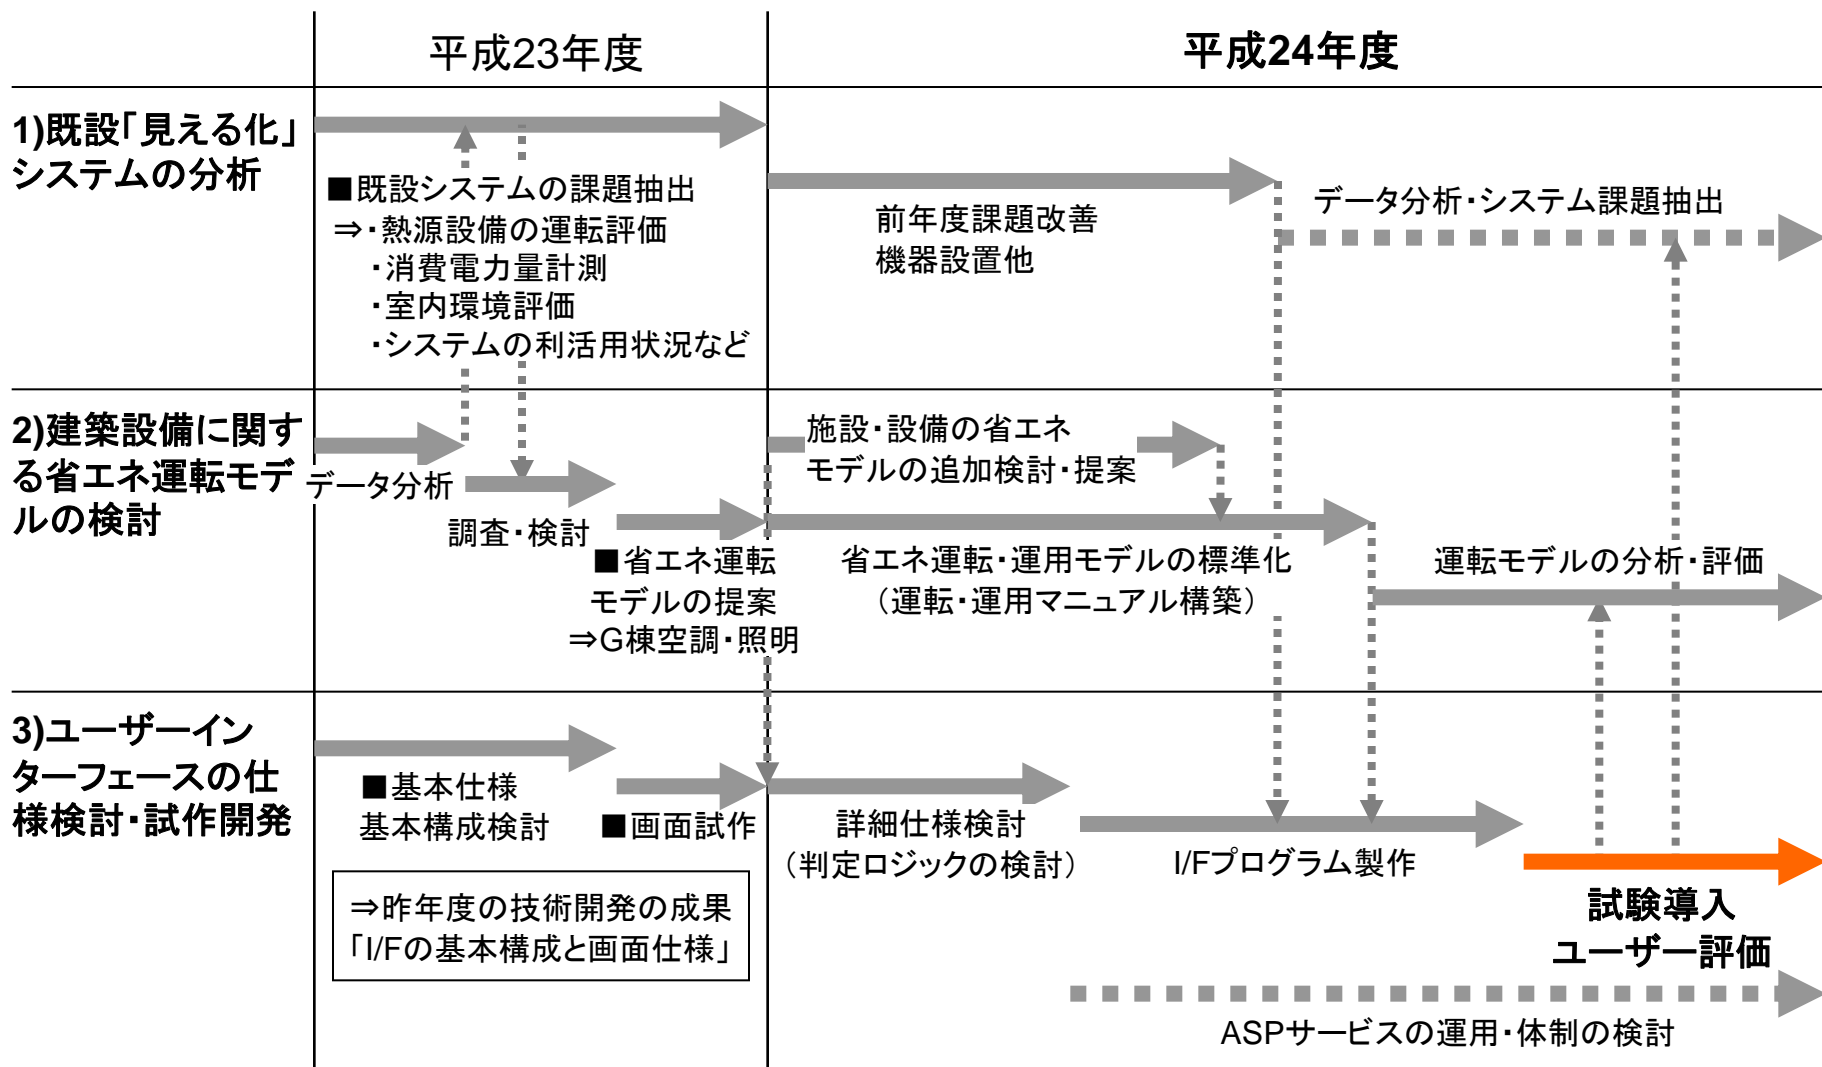 平成23年度
平成24年度
1)既設「見える化」
システムの分析
■既設システムの課題抽出
⇒・熱源設備の運転評価
・消費電力量計測
・室内環境評価
・システムの利活用状況など
前年度課題改善
機器設置他
データ分析・システム課題抽出
2)建築設備に関す
る省エネ運転モデ
ルの検討
データ分析
調査・検討
■省エネ運転
モデルの提案
⇒G棟空調・照明
施設・設備の省エネ
モデルの追加検討・提案
省エネ運転・運用モデルの標準化
（運転・運用マニュアル構築）
運転モデルの分析・評価
3)ユーザーイン
ターフェースの仕
様検討・試作開発
■基本仕様
基本構成検討
■画面試作
⇒昨年度の技術開発の成果
「I/Fの基本構成と画面仕様」
詳細仕様検討
（判定ロジックの検討）
I/Fプログラム製作
試験導入
ユーザー評価
ASPサービスの運用・体制の検討